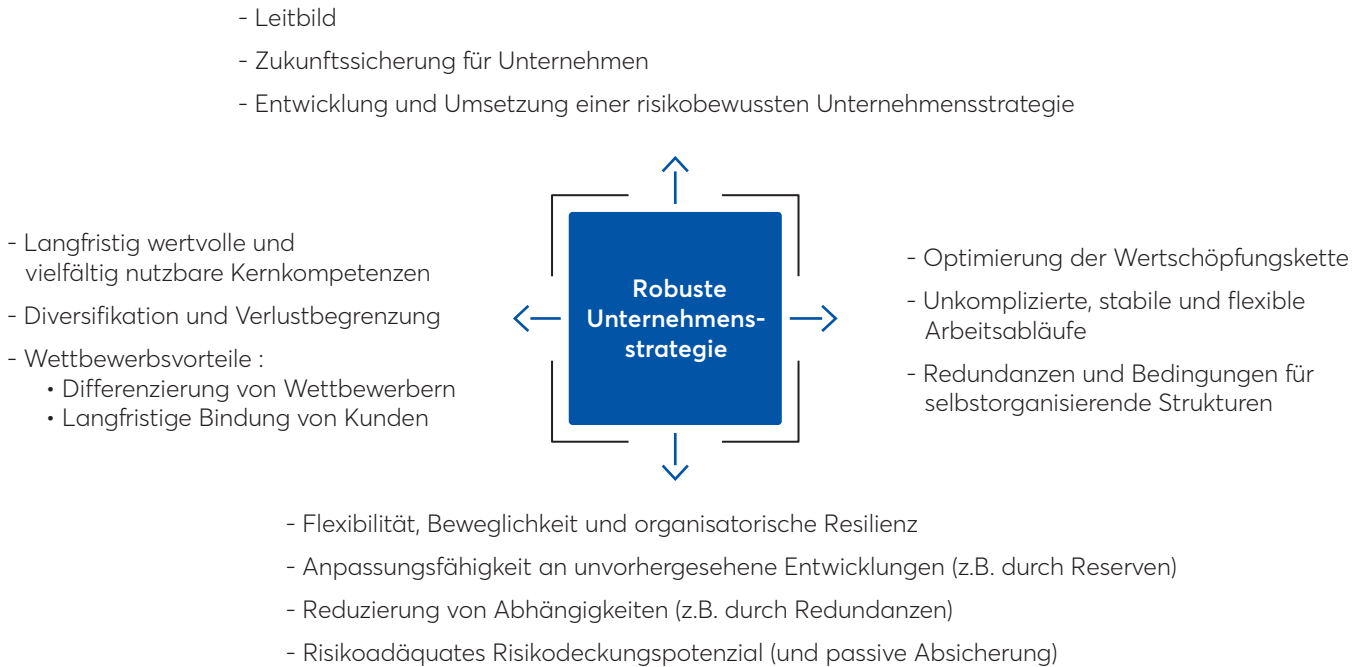 - Leitbild
- Zukunftssicherung für Unternehmen
- Entwicklung und Umsetzung einer risikobewussten Unternehmensstrategie
- Langfristig wertvolle und
vielfältig nutzbare Kernkompetenzen
- Diversifikation und Verlustbegrenzung
- Wettbewerbsvorteile :
• Differenzierung von Wettbewerbern
• Langfristige Bindung von Kunden
Robuste
Unternehmens-
strategie
- Optimierung der Wertschöpfungskette
- Unkomplizierte, stabile und flexible
Arbeitsabläufe
- Redundanzen und Bedingungen für
selbstorganisierende Strukturen
- Flexibilität, Beweglichkeit und organisatorische Resilienz
- Anpassungsfähigkeit an unvorhergesehene Entwicklungen (z.B. durch Reserven)
- Reduzierung von Abhängigkeiten (z.B. durch Redundanzen)
- Risikoadäquates Risikodeckungspotenzial (und passive Absicherung)